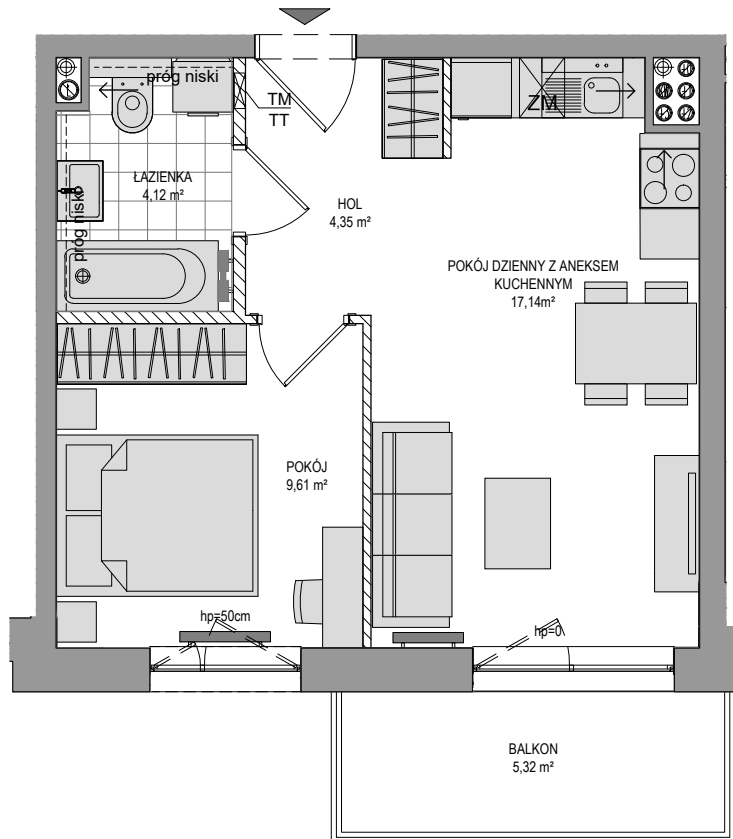 próg niski
TM
TT
ZM
ŁAZIENKA
4,12 m²
próg nisko
HOL
4,35 m²
POKÓJ DZIENNY Z ANEKSEM
KUCHENNYM
17,14m²
POKÓJ
9,61 m²
hp=50cm
hp=0
BALKON
5,32 m²